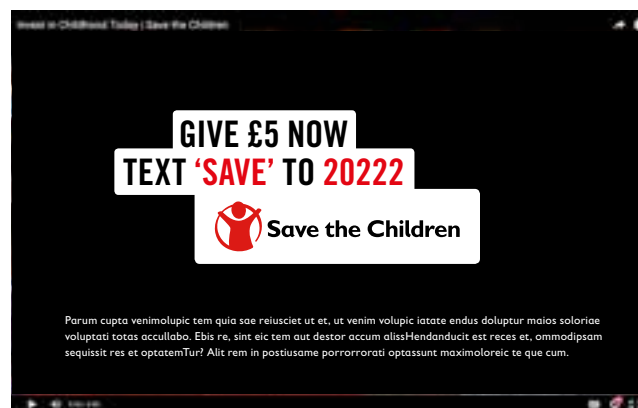 Invest in Childhood Today | Save the Children
GIVE £5 NOW
TEXT ‘SAVE’ TO 20222
Save the Children
Parum cupta venimolupic tem quia sae reiusciet ut et, ut venim volupic iatate endus doluptur maios soloriae
voluptati totas accullabo. Ebis re, sint eic tem aut destor accum alissHendanducit est reces et, ommodipsam
sequissit res et optatemTur? Alit rem in postiusame porrorrorati optassunt maximoloreic te que cum.